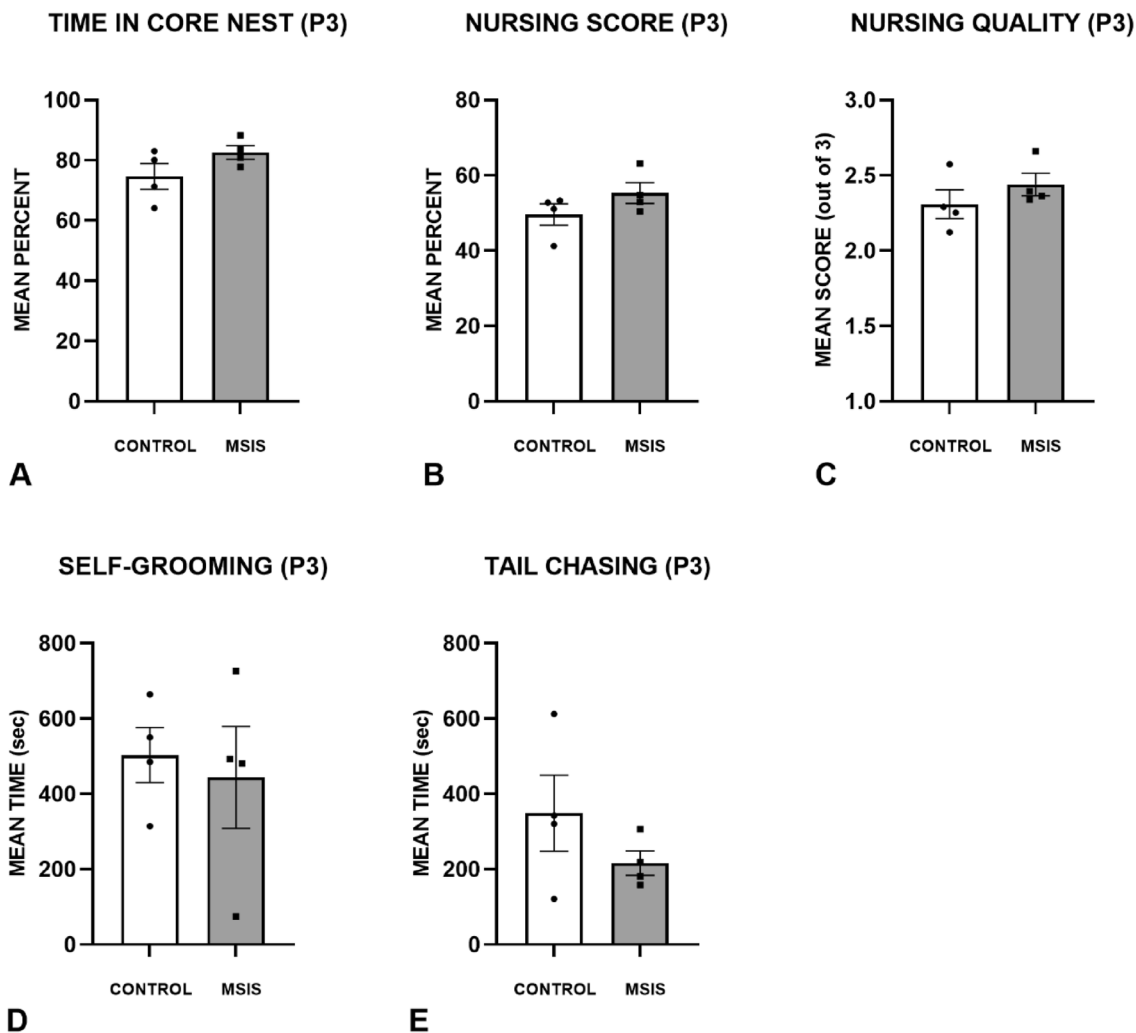 TIME IN CORE NEST (P3)
MEAN PERCENT
100
80
60
40
20
0
CONTROL
MSIS
A
NURSING SCORE (P3)
MEAN PERCENT
80
60
40
20
0
CONTROL
MSIS
B
NURSING QUALITY (P3)
MEAN SCORE (out of 3)
3.0
2.5
2.0
1.5
1.0
CONTROL
MSIS
C
SELF-GROOMING (P3)
MEAN TIME (sec)
800
600
400
200
0
CONTROL
MSIS
D
TAIL CHASING (P3)
MEAN TIME (sec)
800
600
400
200
0
CONTROL
MSIS
E